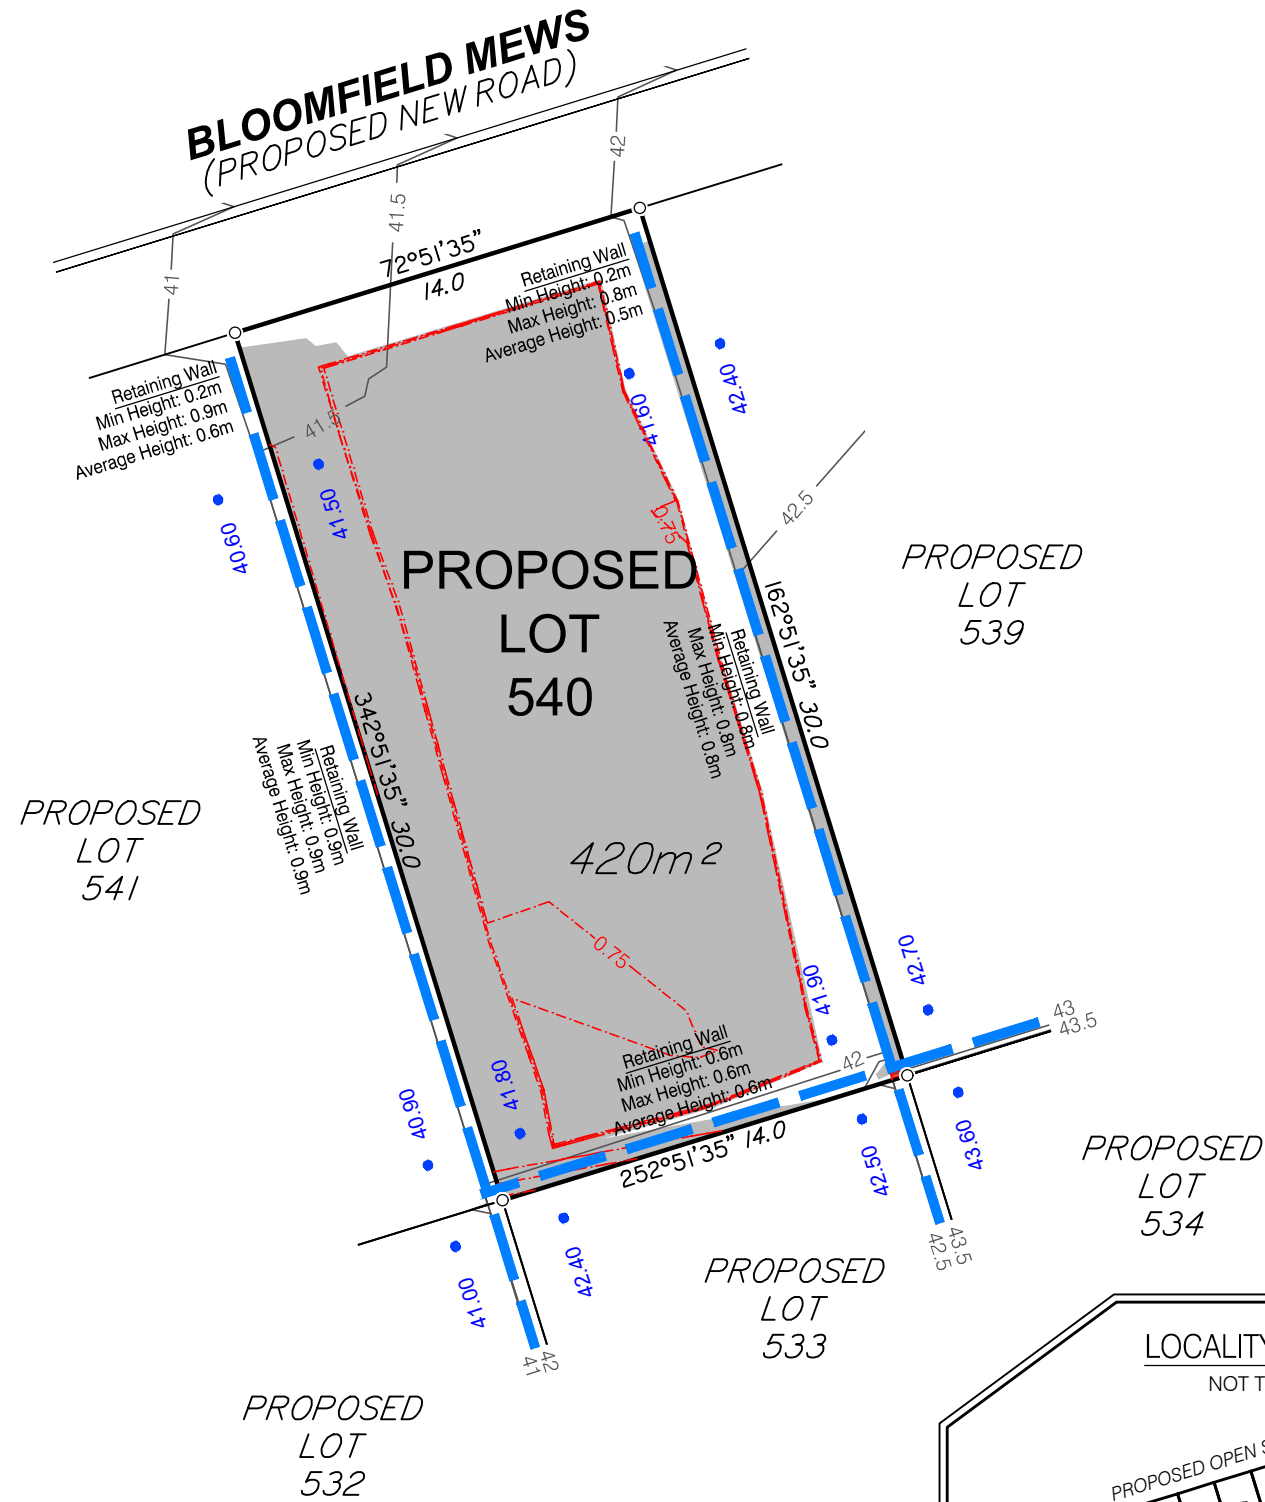 BLOOMFIELD MEWS
(PROPOSED NEW ROAD)
42
41.5
41
72°51'35"
14.0
Retaining Wall
Min Height: 0.2m
Max Height: 0.8m
Average Height: 0.5m
Retaining Wall
Min Height: 0.2m
Max Height: 0.9m
Average Height: 0.6m
42.40
41.60
41.5
41.50
40.60
0.75
42.5
PROPOSED
LOT
540
PROPOSED
LOT
539
162°51'35" 30.0
Retaining Wall
Min Height: 0.8m
Max Height: 0.8m
Average Height: 0.8m
342°51'35" 30.0
Retaining Wall
Min Height: 0.9m
Max Height: 0.9m
Average Height: 0.9m
PROPOSED
LOT
541
420m²
0.75
42.70
41.90
43
43.5
42
Retaining Wall
Min Height: 0.6m
Max Height: 0.6m
Average Height: 0.6m
41.80
40.90
252°51'35" 14.0
42.50
43.60
PROPOSED
LOT
534
43.5
42.5
42.40
41.00
PROPOSED
LOT
533
42
41
PROPOSED
LOT
532
LOCALITY
NOT T
PROPOSED OPEN S